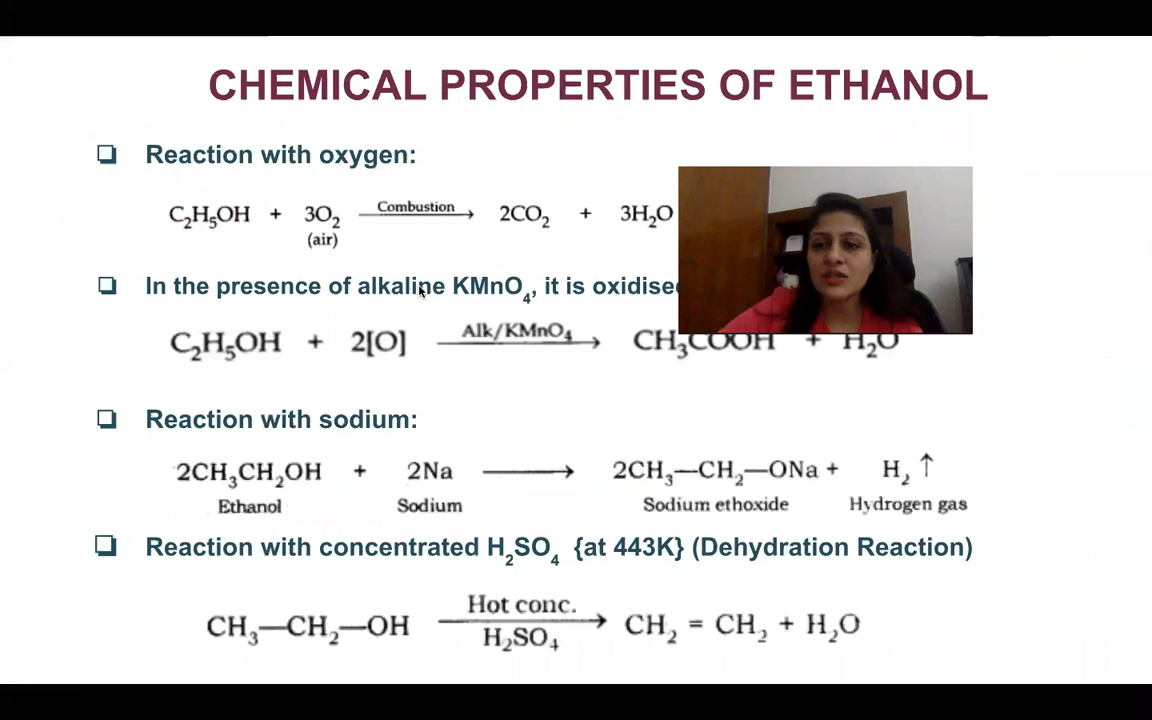 CHEMICAL PROPERTIES OF ETHANOL
❏ Reaction with oxygen:
C₂H₅OH + 3O₂ Combustion → 2CO₂ + 3H₂O
(air)
❏ In the presence of alkaline KMnO₄, it is oxidised
C₂H₅OH + 2[O] Alk/KMnO₄ → CH₃COOH + H₂O
❏ Reaction with sodium:
2CH₃CH₂OH + 2Na → 2CH₃—CH₂—ONa + H₂ ↑
Ethanol Sodium Sodium ethoxide Hydrogen gas
❏ Reaction with concentrated H₂SO₄ {at 443K} (Dehydration Reaction)
CH₃—CH₂—OH Hot conc. H₂SO₄ → CH₂ = CH₂ + H₂O